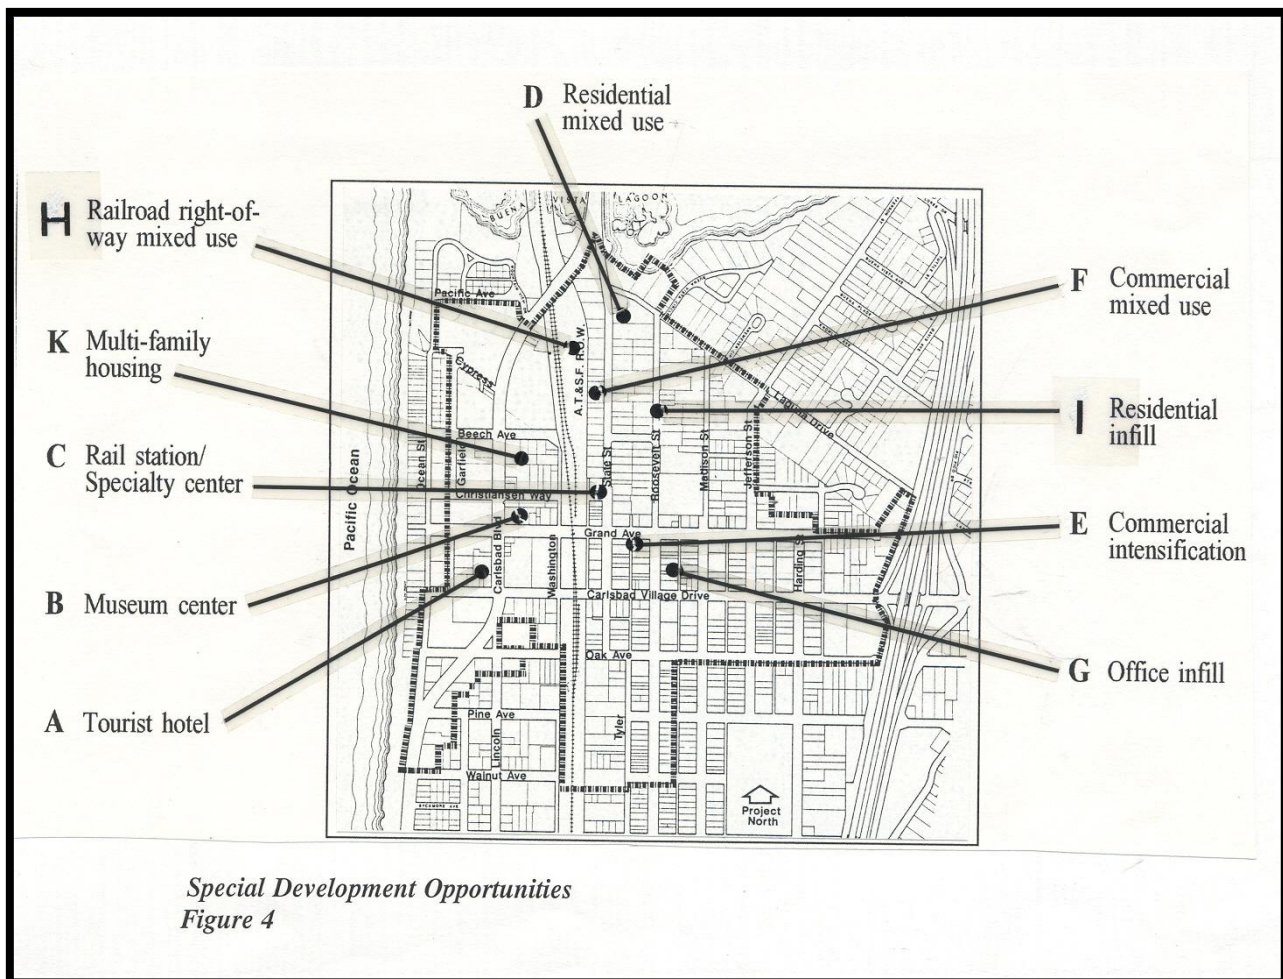 D Residential
mixed use
H Railroad right-of-
way mixed use
F Commercial
mixed use
K Multi-family
housing
I Residential
infill
C Rail station/
Specialty center
E Commercial
intensification
B Museum center
G Office infill
A Tourist hotel
BUENA VISTA LAGOON
Pacific Ave
Cypress
A.T.&S.F. R.O.W.
Laguna Drive
Beech Ave
Ocean St
Garfield
State St
Roosevelt St
Madison St
Jefferson St
Christiansen Way
Pacific Ocean
Grand Ave
Carlsbad Blvd
Washington
Harding St
Carlsbad Village Drive
Oak Ave
Pine Ave
Lincoln
Tyler
Walnut Ave
SYCAMORE AVE
Project
North
Special Development Opportunities
Figure 4